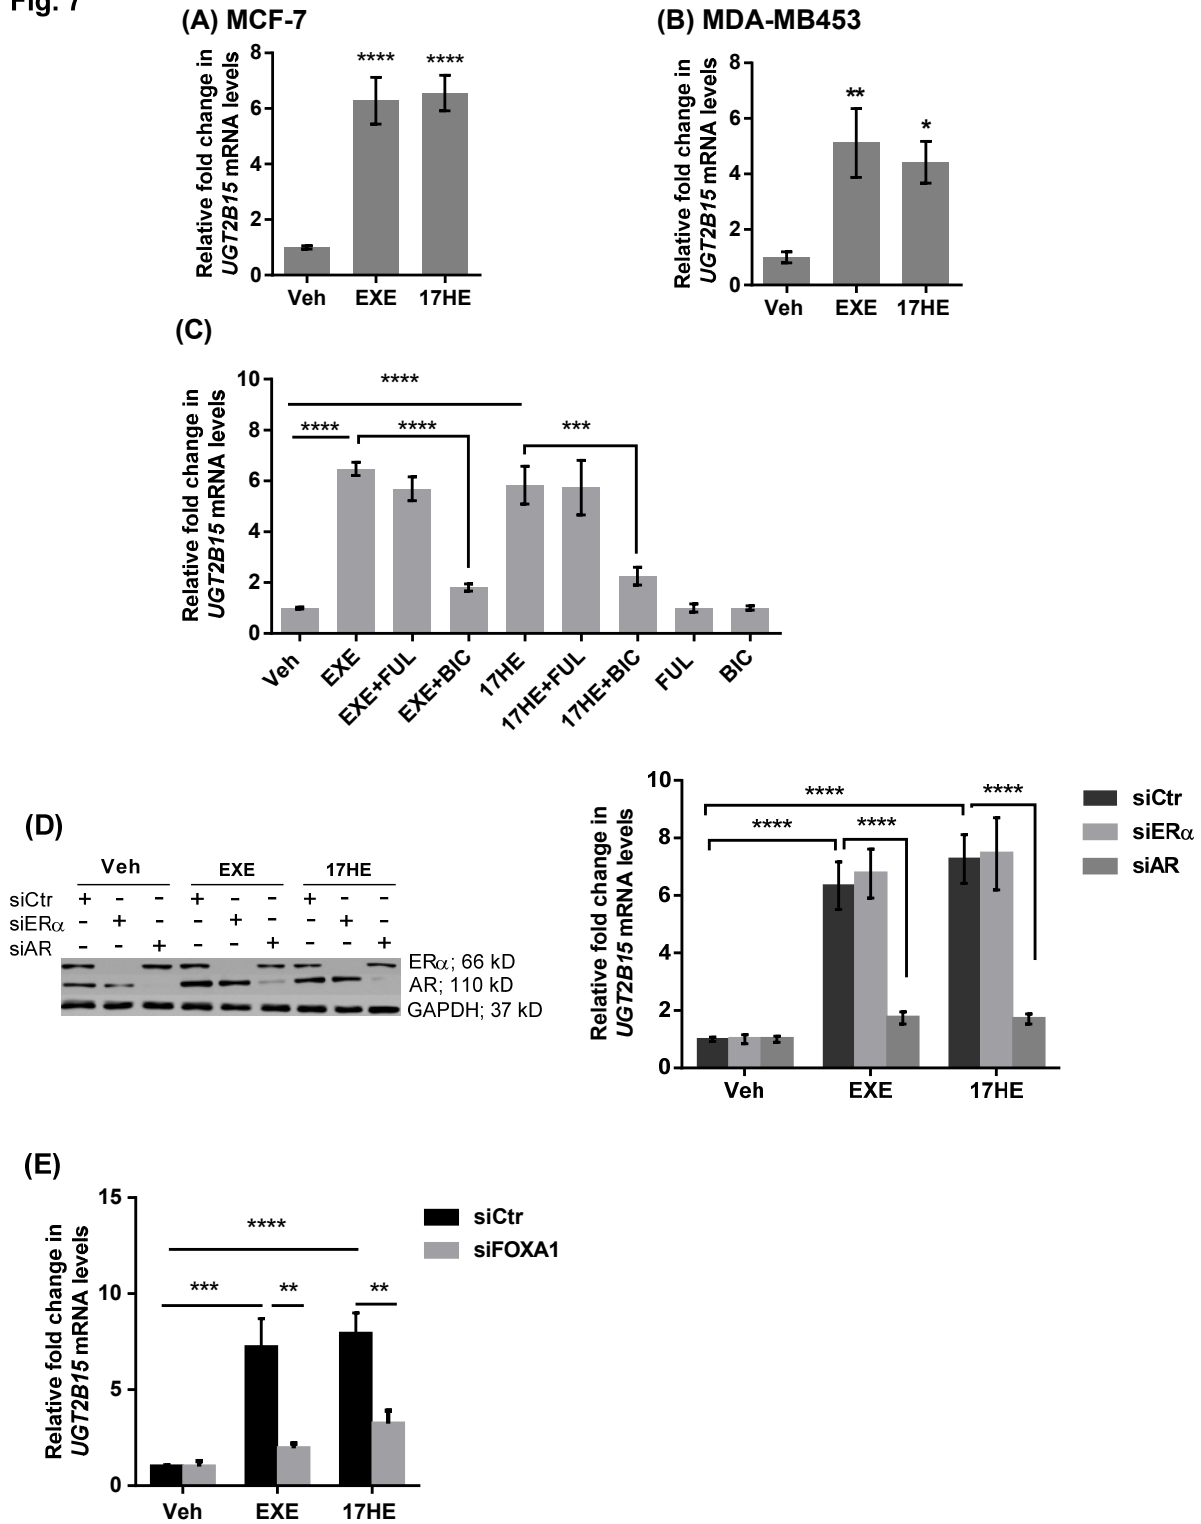 Fig. 7
(A) MCF-7
Relative fold change in
UGT2B15 mRNA levels
8
6
4
2
0
**** ****
Veh EXE 17HE
(B) MDA-MB453
Relative fold change in
UGT2B15 mRNA levels
8
6
4
2
0
** *
Veh EXE 17HE
(C)
Relative fold change in
UGT2B15 mRNA levels
10
8
6
4
2
0
****
**** **** ***
Veh EXE EXE+FUL EXE+BIC 17HE 17HE+FUL 17HE+BIC FUL BIC
(D)
Veh EXE 17HE
siCtr + - - + - - + - -
siERα - + - - + - - + -
siAR - - + - - + - - +
ERα; 66 kD
AR; 110 kD
GAPDH; 37 kD
Relative fold change in
UGT2B15 mRNA levels
10
8
6
4
2
0
**** ****
**** ****
Veh EXE 17HE
siCtr
siERα
siAR
(E)
Relative fold change in
UGT2B15 mRNA levels
15
10
5
0
****
*** ** **
Veh EXE 17HE
siCtr
siFOXA1